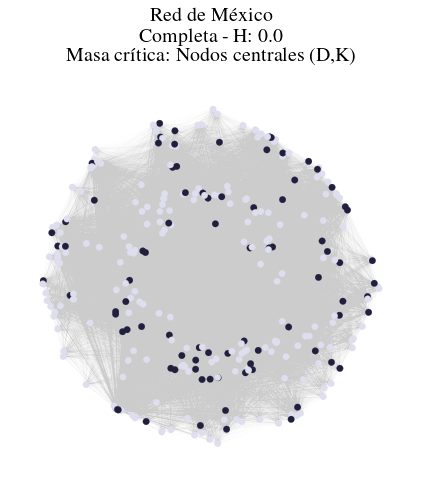 Red de México
Completa - H: 0.0
Masa crítica: Nodos centrales (D,K)